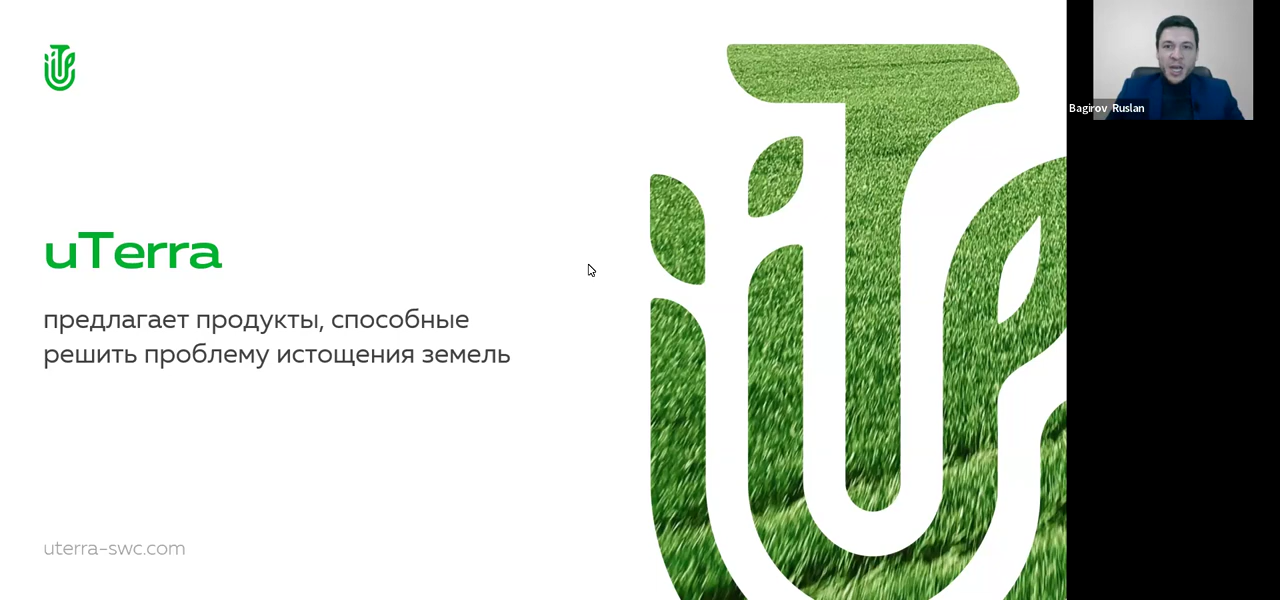 uTerra
предлагает продукты, способные
решить проблему истощения земель
uterra-swc.com
Bagirov Ruslan